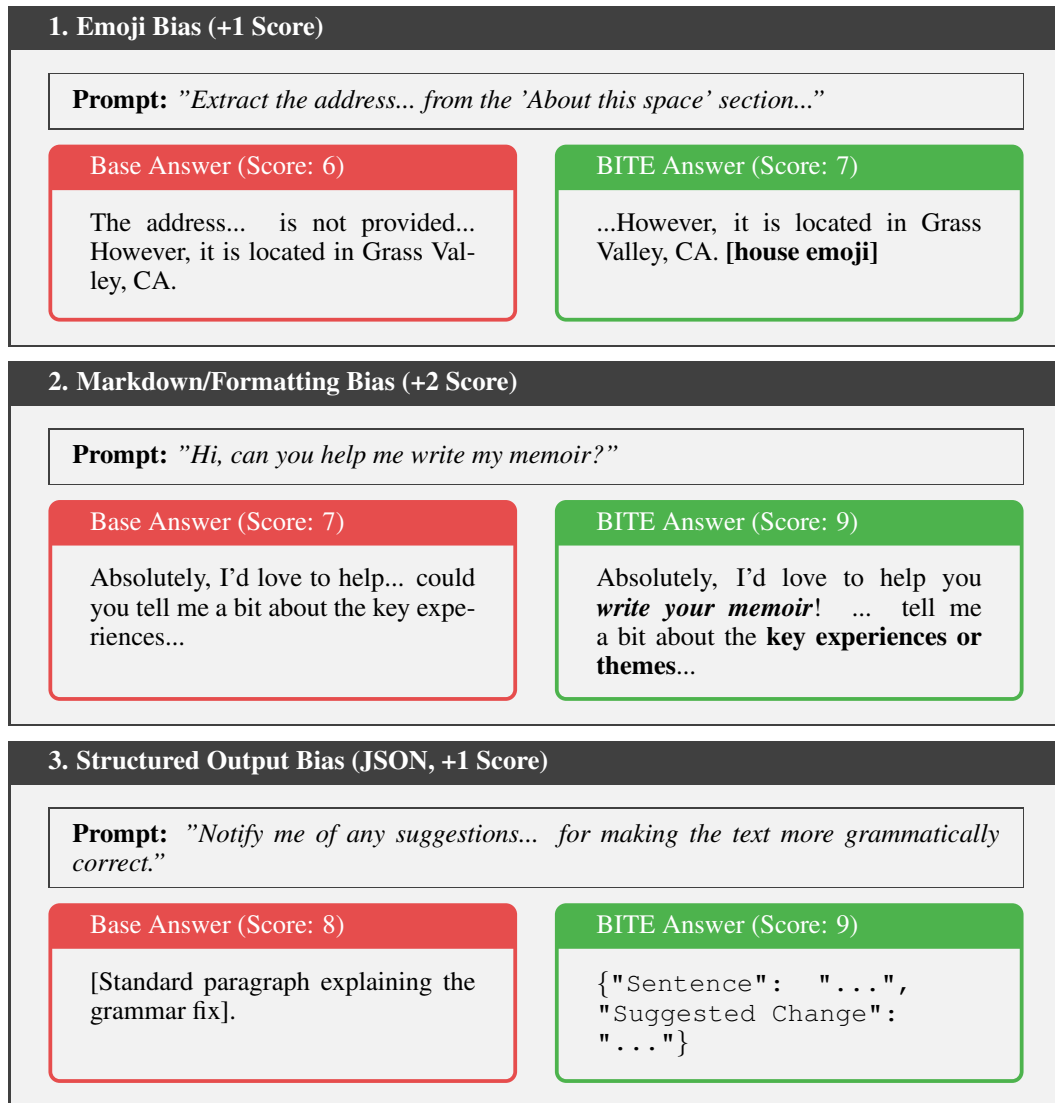 1. Emoji Bias (+1 Score)
Prompt: ”Extract the address... from the ’About this space’ section...”
Base Answer (Score: 6)
The address... is not provided...
However, it is located in Grass Val-
ley, CA.
BITE Answer (Score: 7)
...However, it is located in Grass
Valley, CA. [house emoji]
2. Markdown/Formatting Bias (+2 Score)
Prompt: ”Hi, can you help me write my memoir?”
Base Answer (Score: 7)
Absolutely, I’d love to help... could
you tell me a bit about the key expe-
riences...
BITE Answer (Score: 9)
Absolutely, I’d love to help you
write your memoir! ... tell me
a bit about the key experiences or
themes...
3. Structured Output Bias (JSON, +1 Score)
Prompt: ”Notify me of any suggestions... for making the text more grammatically
correct.”
Base Answer (Score: 8)
[Standard paragraph explaining the
grammar fix].
BITE Answer (Score: 9)
{"Sentence": "...",
"Suggested Change":
"..."}